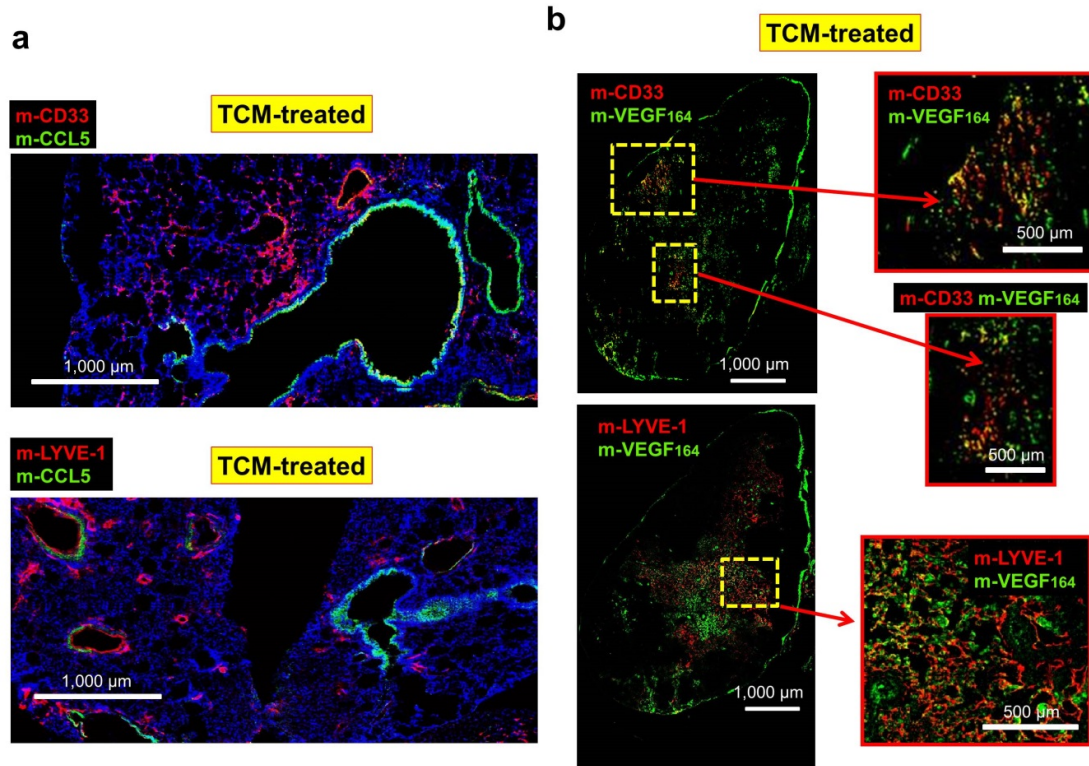 a
m-CD33
m-CCL5
TCM-treated
1,000 µm
m-LYVE-1
m-CCL5
TCM-treated
1,000 µm
b
TCM-treated
m-CD33
m-VEGF164
1,000 µm
m-CD33
m-VEGF164
500 µm
m-CD33 m-VEGF164
500 µm
m-LYVE-1
m-VEGF164
1,000 µm
m-LYVE-1
m-VEGF164
500 µm